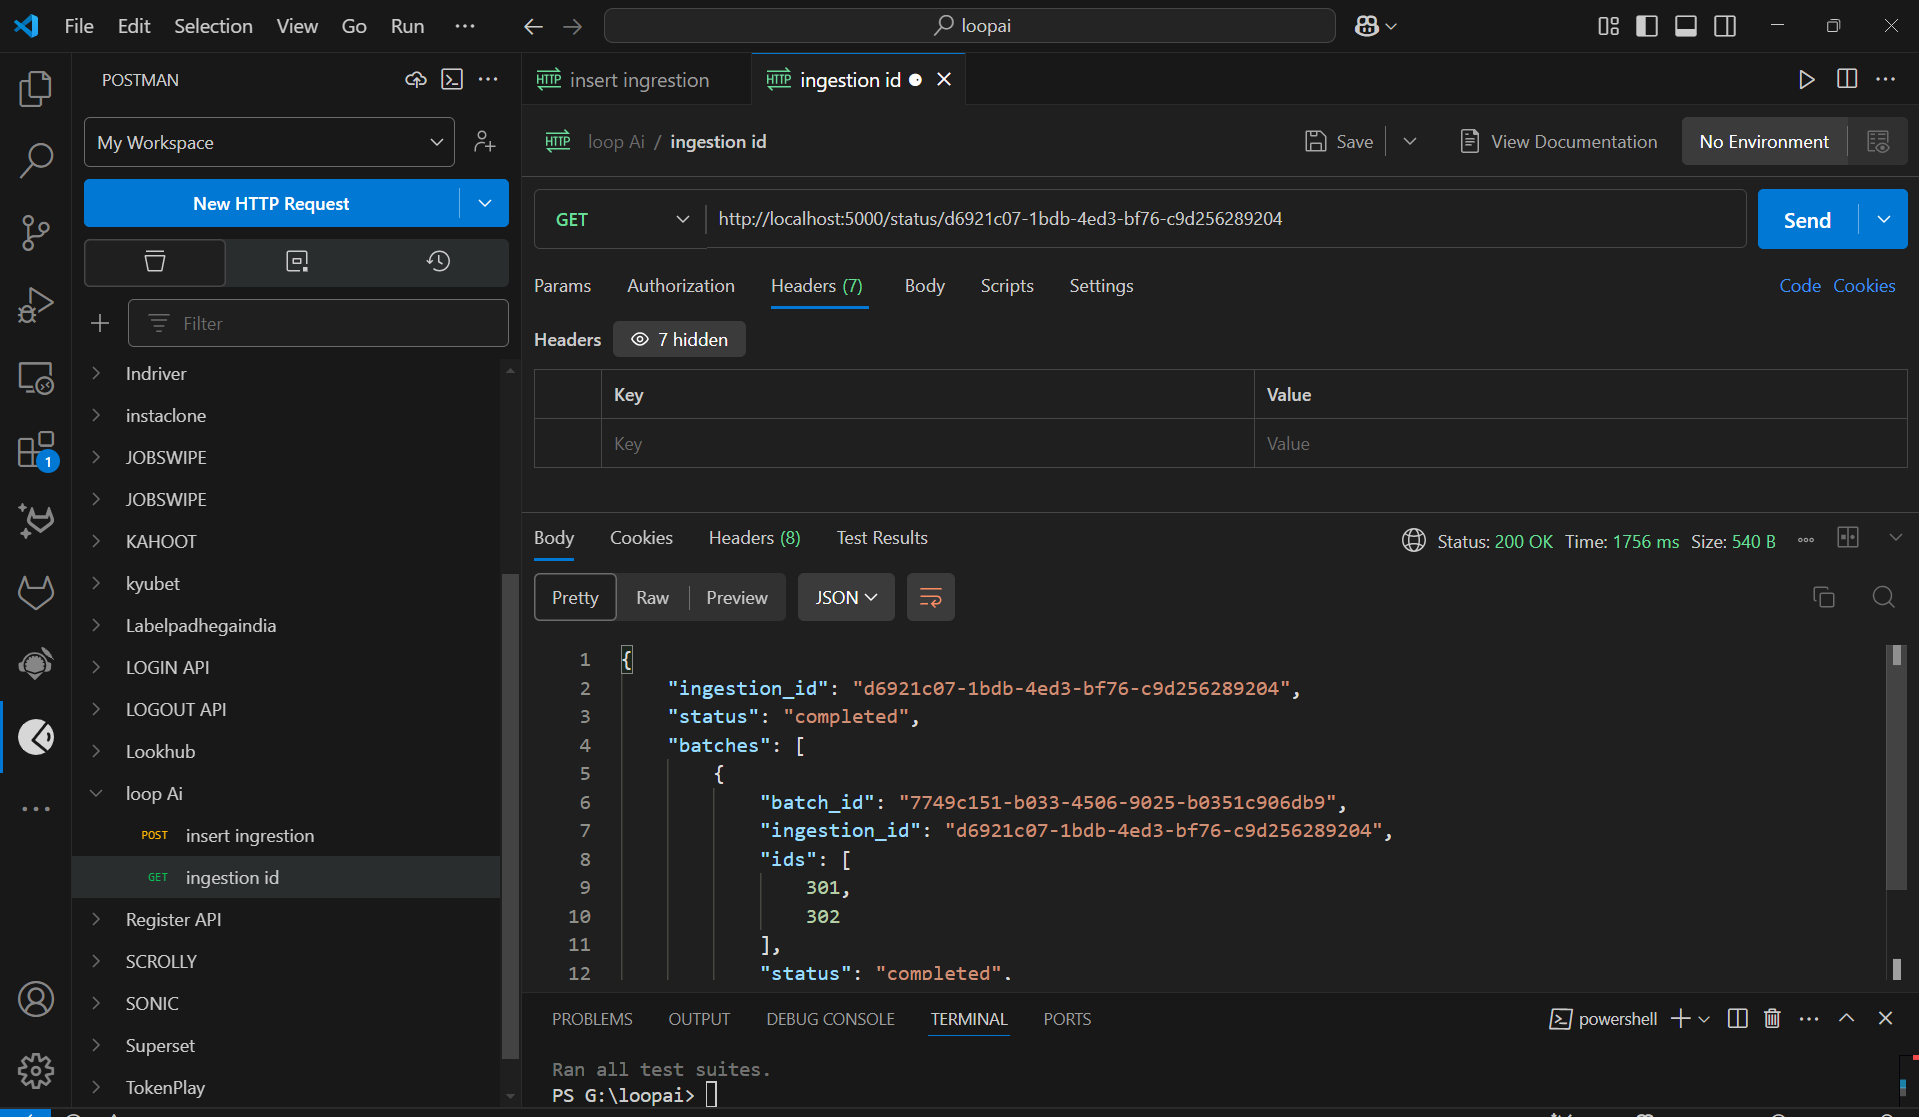 File Edit Selection View Go Run ...
loopai
POSTMAN
My Workspace
New HTTP Request
Filter
Indriver
instaclone
JOBSWIPE
JOBSWIPE
KAHOOT
kyubet
Labelpadhegaindia
LOGIN API
LOGOUT API
Lookhub
loop Ai
POST insert ingrestion
GET ingestion id
Register API
SCROLLY
SONIC
Superset
TokenPlay
1
HTTP insert ingrestion
HTTP ingestion id
HTTP loop Ai / ingestion id
Save
View Documentation
No Environment
GET
http://localhost:5000/status/d6921c07-1bdb-4ed3-bf76-c9d256289204
Send
Params Authorization Headers (7) Body Scripts Settings
Code Cookies
Headers 7 hidden
Key Value
Key Value
Body Cookies Headers (8) Test Results
Status: 200 OK Time: 1756 ms Size: 540 B
Pretty Raw Preview JSON
1 {
2 "ingestion_id": "d6921c07-1bdb-4ed3-bf76-c9d256289204",
3 "status": "completed",
4 "batches": [
5 {
6 "batch_id": "7749c151-b033-4506-9025-b0351c906db9",
7 "ingestion_id": "d6921c07-1bdb-4ed3-bf76-c9d256289204",
8 "ids": [
9 301,
10 302
11 ],
12 "status": "completed",
PROBLEMS OUTPUT DEBUG CONSOLE TERMINAL PORTS
powershell
Ran all test suites.
PS G:\loopai>